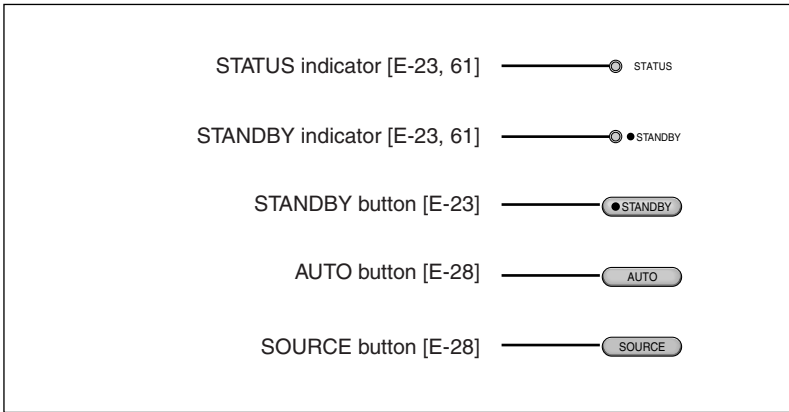 STATUS indicator [E-23, 61] STATUS
STANDBY indicator [E-23, 61] ●STANDBY
STANDBY button [E-23] ●STANDBY
AUTO button [E-28] AUTO
SOURCE button [E-28] SOURCE